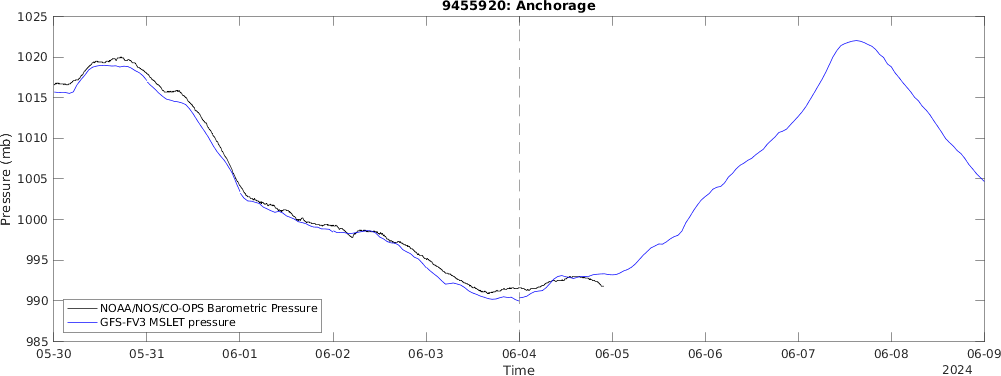 9455920: Anchorage
1025
1020
1015
1010
1005
1000
995
990
985
Pressure (mb)
NOAA/NOS/CO-OPS Barometric Pressure
GFS-FV3 MSLET pressure
05-30 05-31 06-01 06-02 06-03 06-04 06-05 06-06 06-07 06-08 06-09
Time
2024